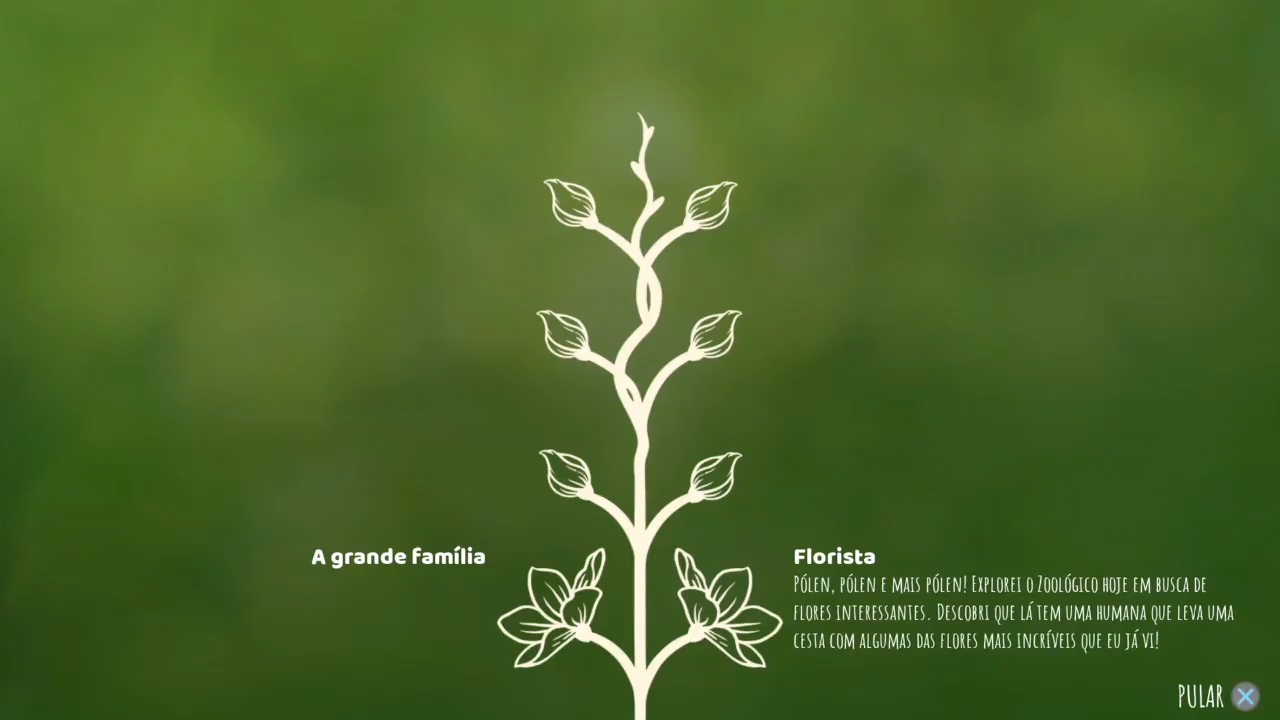 A grande família
Florista
Pólen, pólen e mais pólen! Explorei o Zoológico hoje em busca de
flores interessantes. Descobri que lá tem uma humana que leva uma
cesta com algumas das flores mais incríveis que eu já vi!
PULAR